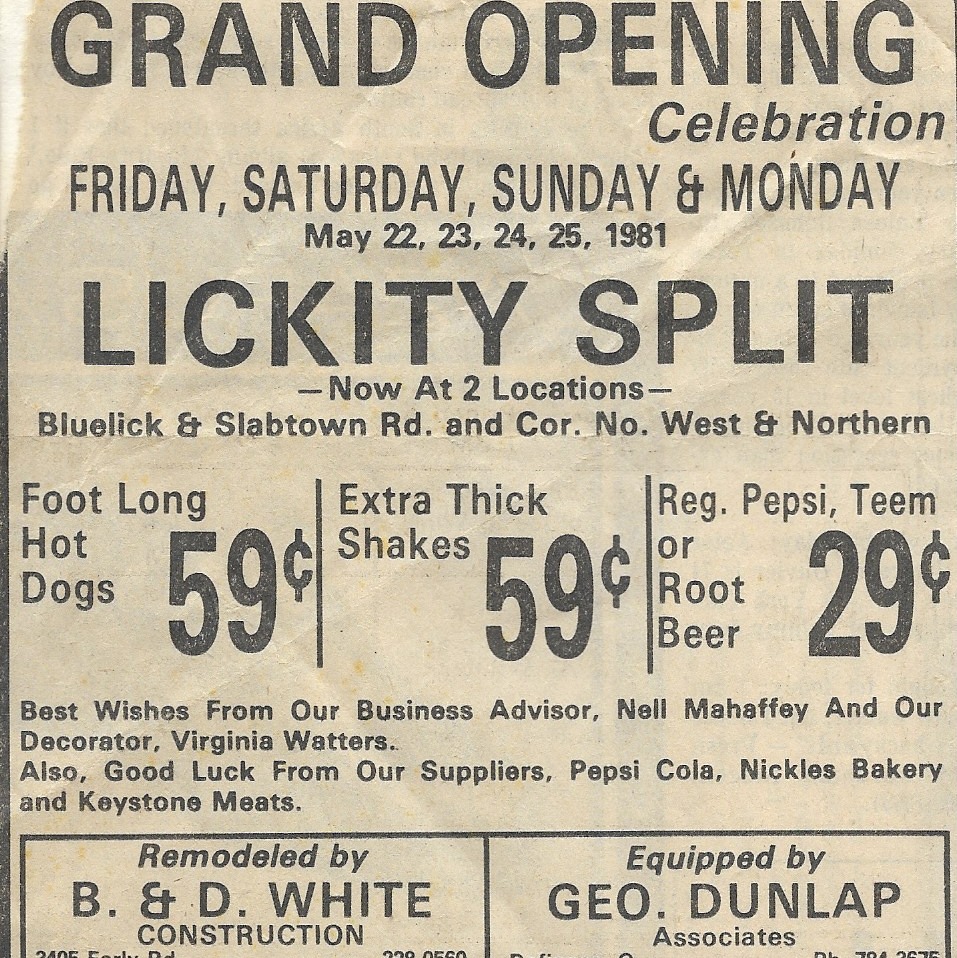 GRAND OPENING
Celebration
FRIDAY, SATURDAY, SUNDAY & MONDAY
May 22, 23, 24, 25, 1981
LICKITY SPLIT
—Now At 2 Locations—
Bluelick & Slabtown Rd. and Cor. No. West & Northern
Foot Long
Hot
Dogs
59¢
Extra Thick
Shakes
59¢
Reg. Pepsi, Teem
or
Root
Beer
29¢
Best Wishes From Our Business Advisor, Nell Mahaffey And Our
Decorator, Virginia Watters.
Also, Good Luck From Our Suppliers, Pepsi Cola, Nickles Bakery
and Keystone Meats.
Remodeled by
B. & D. WHITE
CONSTRUCTION
Equipped by
GEO. DUNLAP
Associates